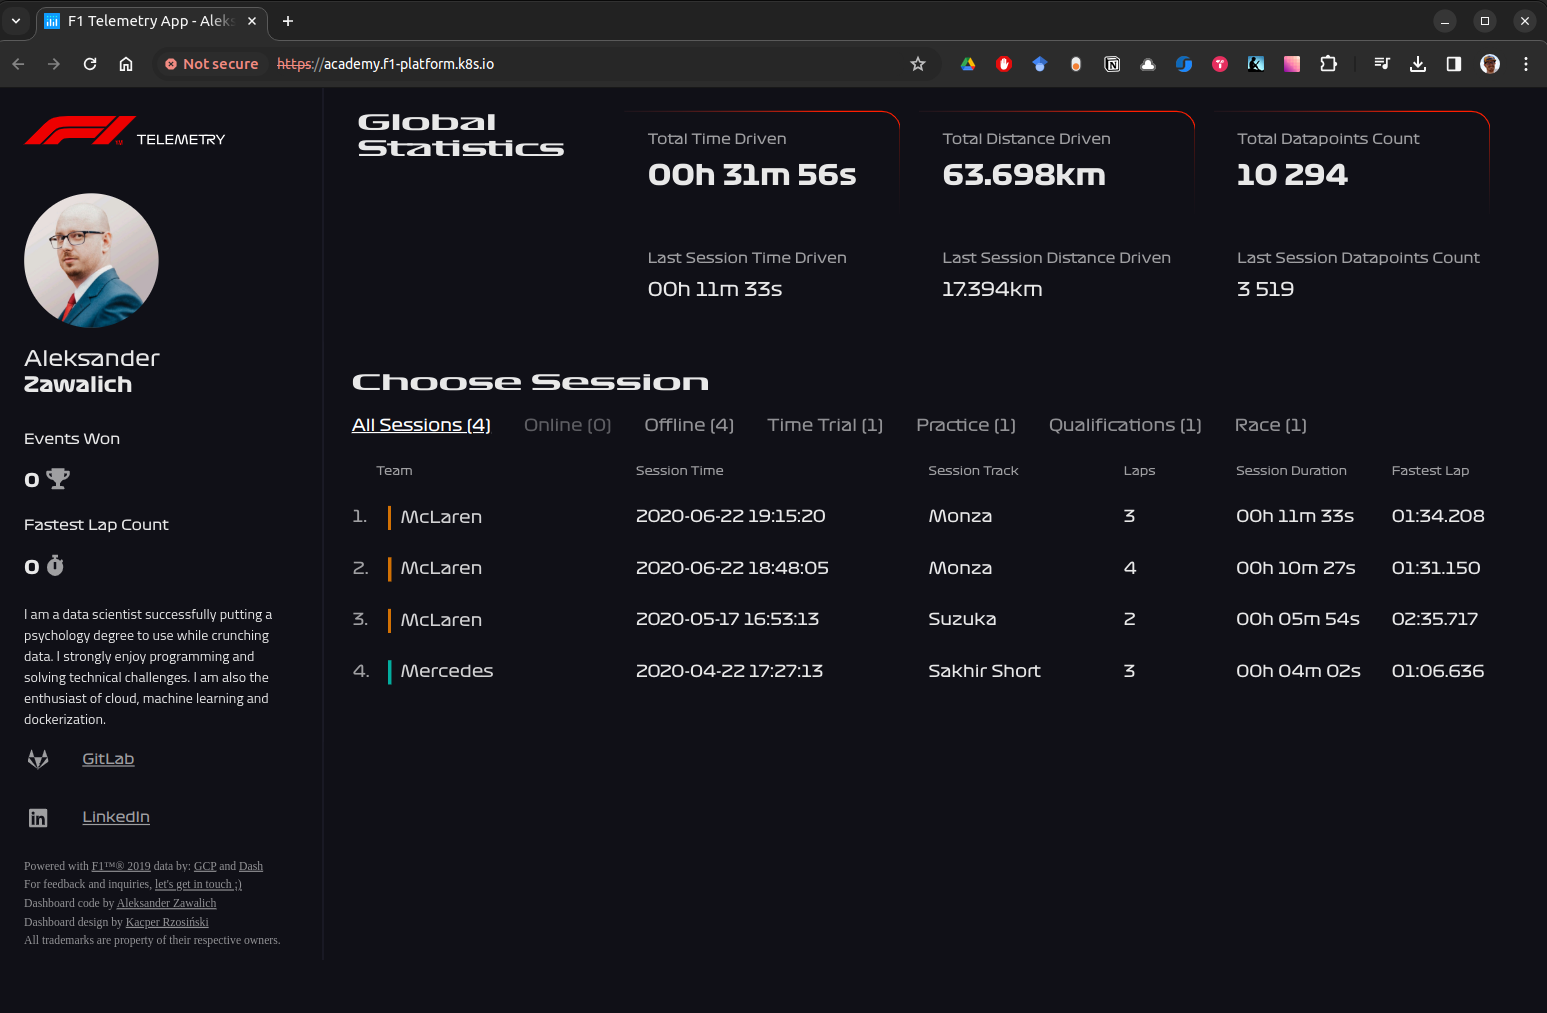 F1 Telemetry App - Aleks
Not secure
https://academy.f1-platform.k8s.io
F1 TELEMETRY
Aleksander
Zawalich
Events Won
0
Fastest Lap Count
0
I am a data scientist successfully putting a
psychology degree to use while crunching
data. I strongly enjoy programming and
solving technical challenges. I am also the
enthusiast of cloud, machine learning and
dockerization.
GitLab
LinkedIn
Powered with F1™® 2019 data by: GCP and Dash
For feedback and inquiries, let's get in touch ;)
Dashboard code by Aleksander Zawalich
Dashboard design by Kacper Rzosiński
All trademarks are property of their respective owners.
Global
Statistics
Total Time Driven
00h 31m 56s
Total Distance Driven
63.698km
Total Datapoints Count
10 294
Last Session Time Driven
00h 11m 33s
Last Session Distance Driven
17.394km
Last Session Datapoints Count
3 519
Choose Session
All Sessions (4) Online (0) Offline (4) Time Trial (1) Practice (1) Qualifications (1) Race (1)
Team Session Time Session Track Laps Session Duration Fastest Lap
1. McLaren 2020-06-22 19:15:20 Monza 3 00h 11m 33s 01:34.208
2. McLaren 2020-06-22 18:48:05 Monza 4 00h 10m 27s 01:31.150
3. McLaren 2020-05-17 16:53:13 Suzuka 2 00h 05m 54s 02:35.717
4. Mercedes 2020-04-22 17:27:13 Sakhir Short 3 00h 04m 02s 01:06.636